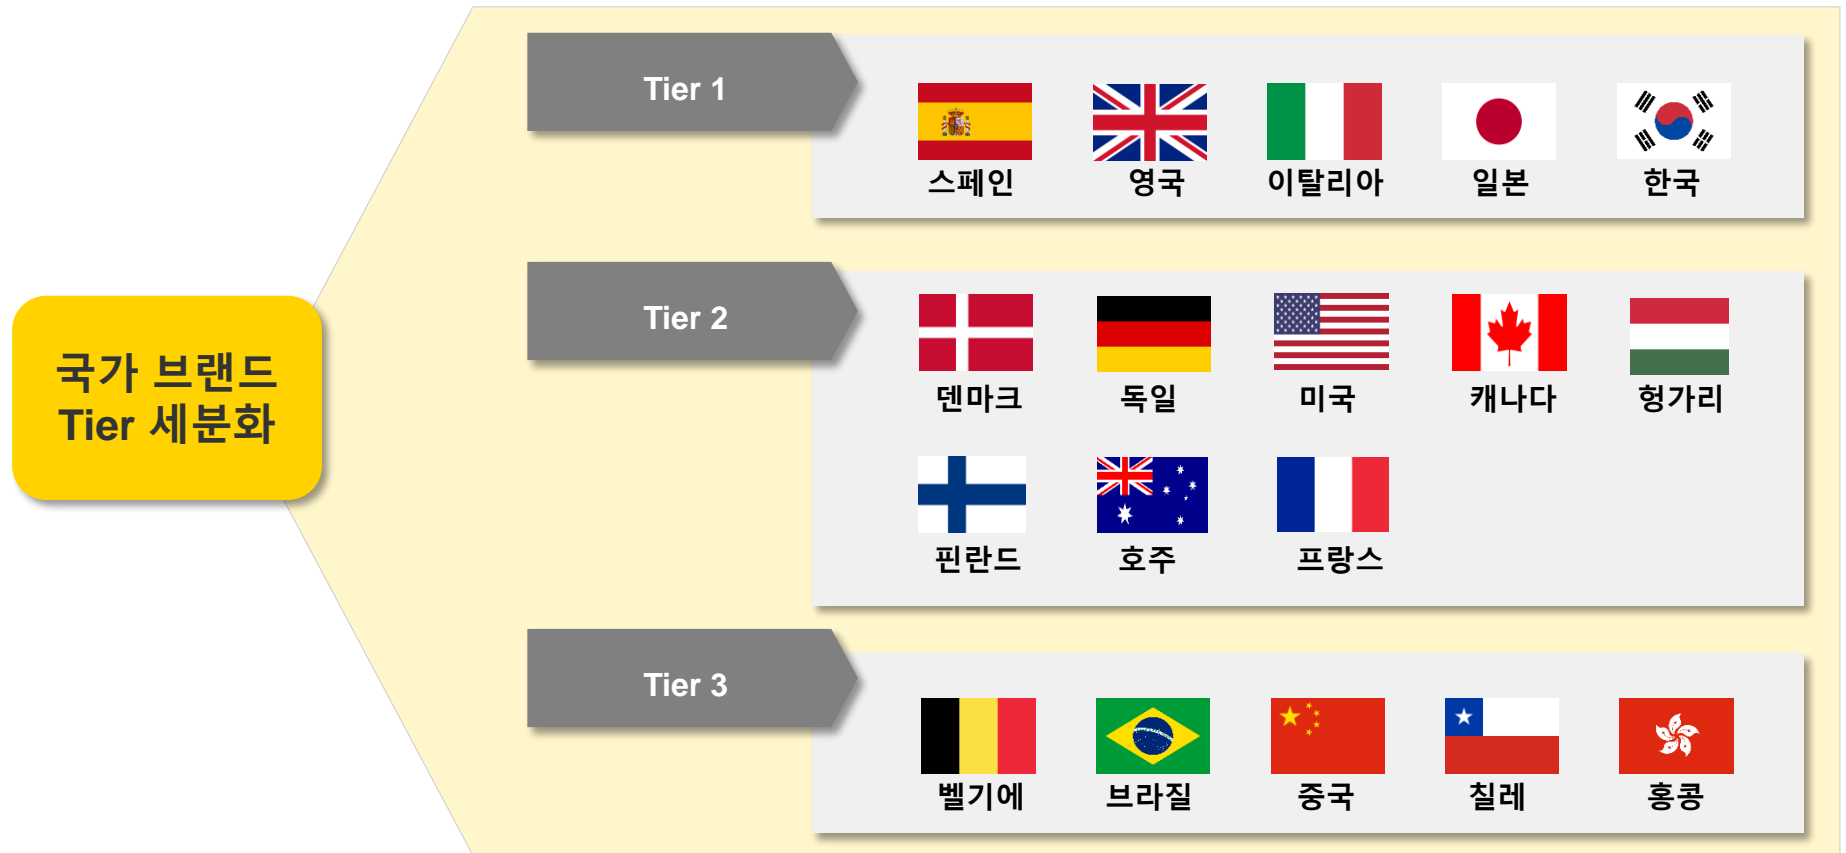 국가 브랜드
Tier 세분화
Tier 1
스페인 영국 이탈리아 일본 한국
Tier 2
덴마크 독일 미국 캐나다 헝가리
핀란드 호주 프랑스
Tier 3
벨기에 브라질 중국 칠레 홍콩